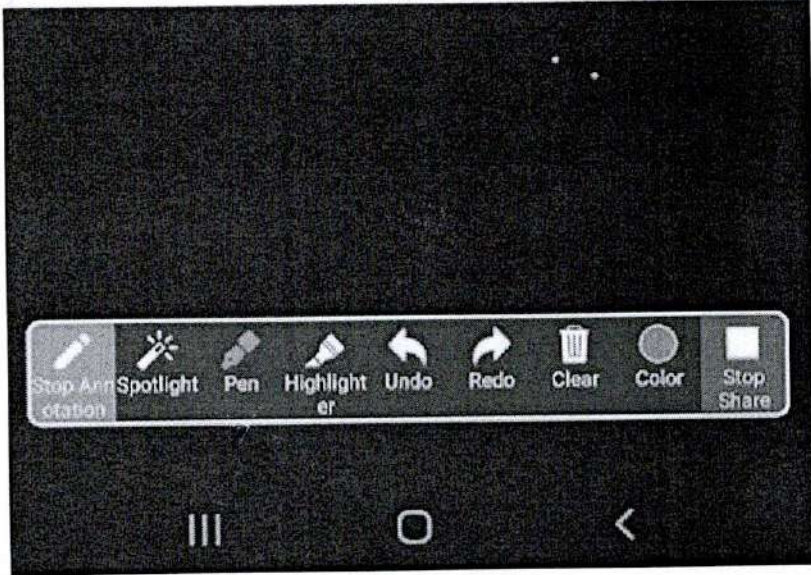 Stop Ann
otation
Spotlight
Pen
Highlight
er
Undo
Redo
Clear
Color
Stop
Share